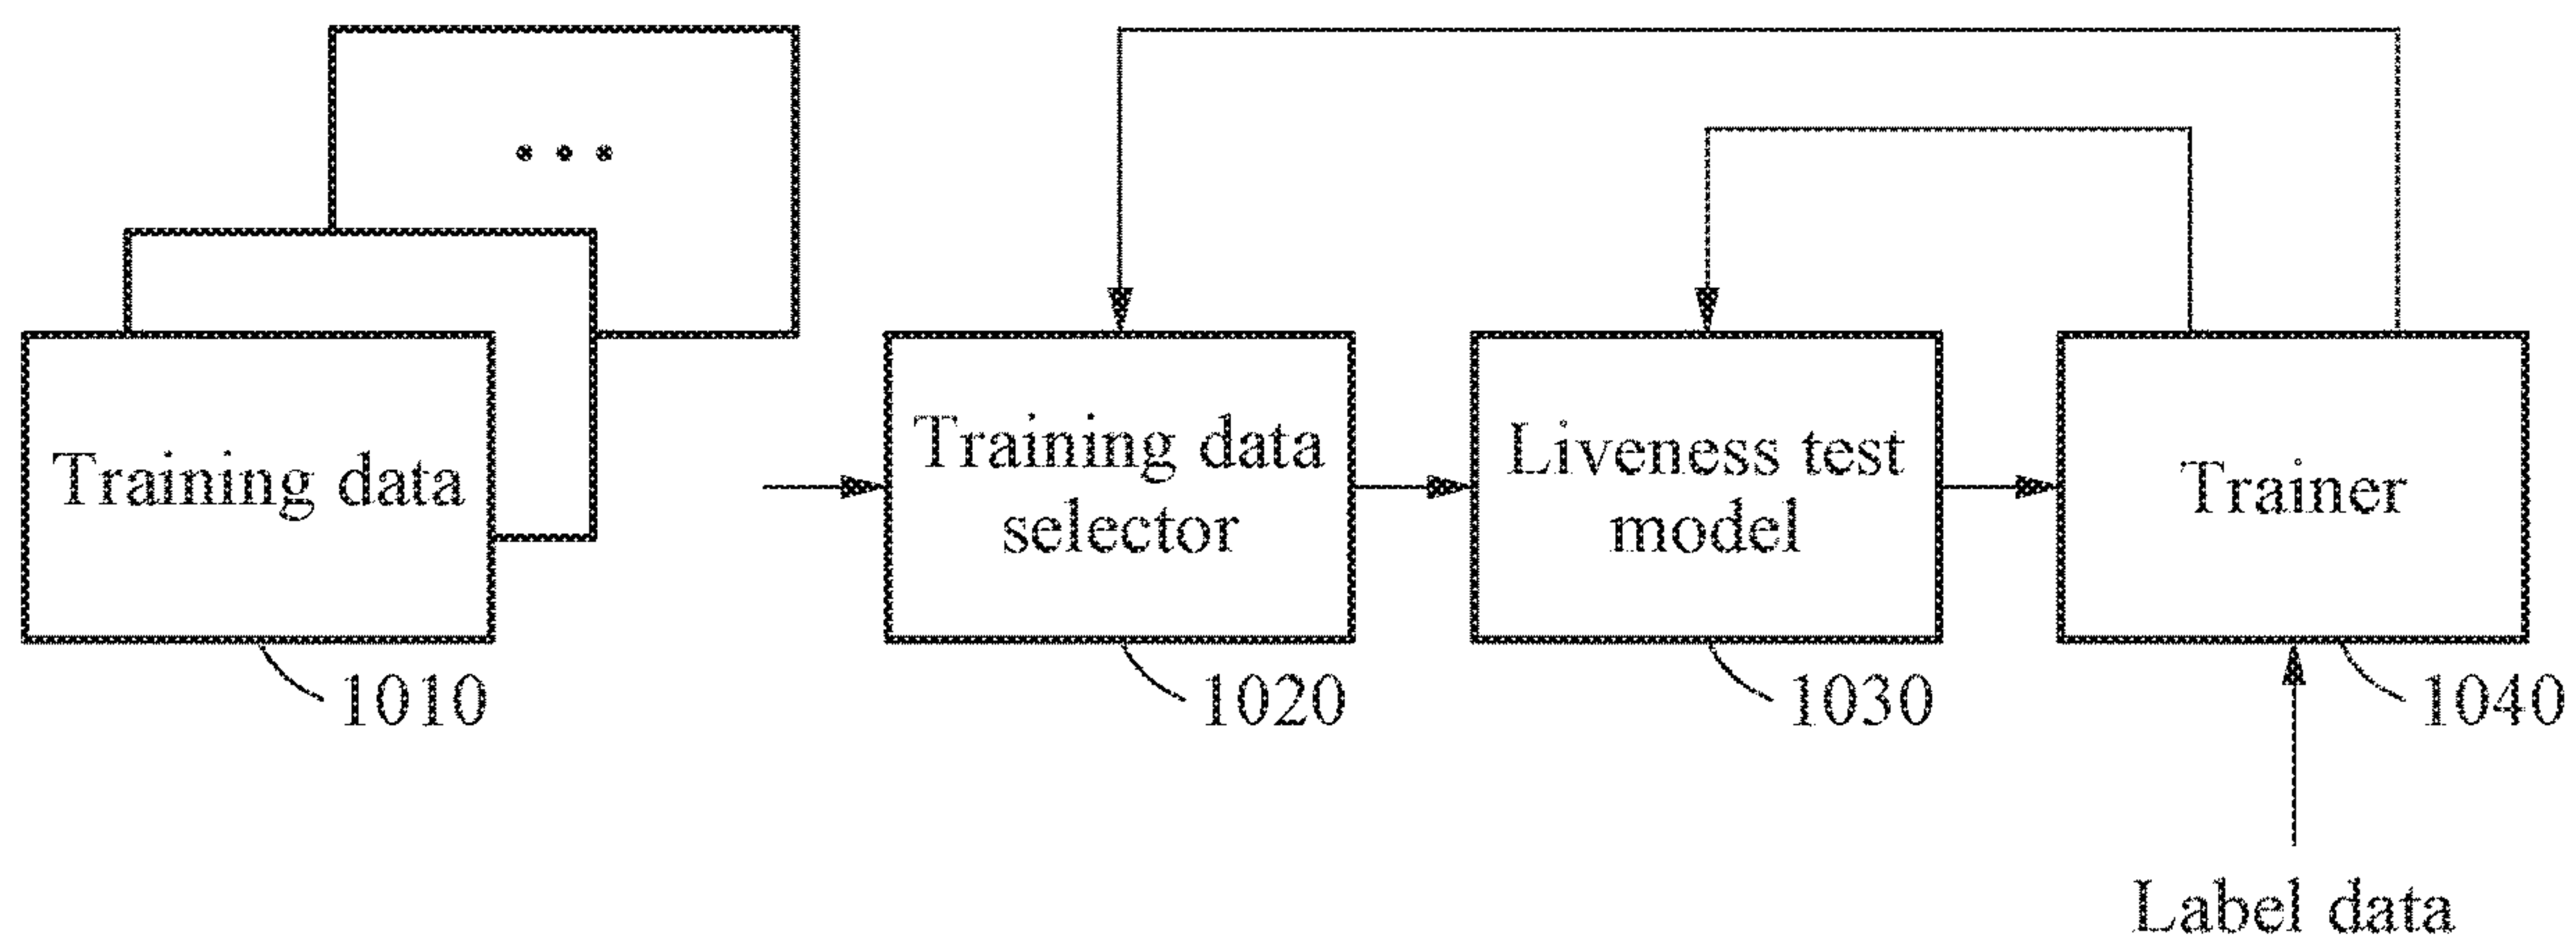 ...
Training data
Training data
selector
Liveness test
model
Trainer
1010
1020
1030
1040
Label data